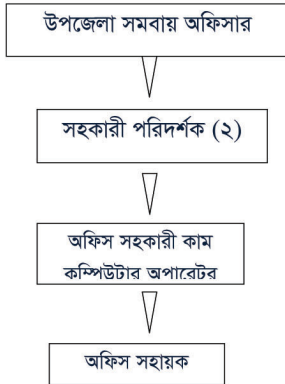 উপজেলা সমবায় অফিসার
সহকারী পরিদর্শক (২)
অফিস সহকারী কাম
কম্পিউটার অপারেটর
অফিস সহায়ক